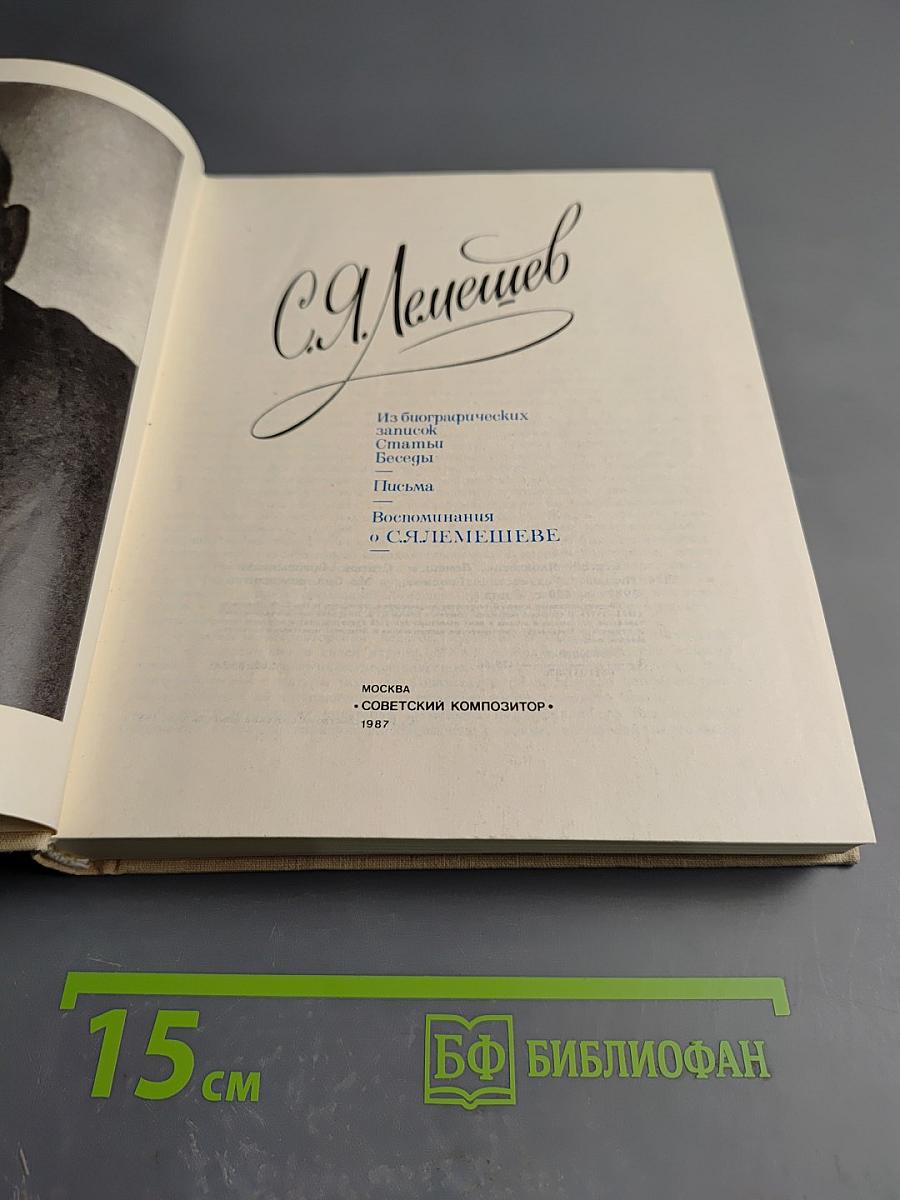 С.Я.Лемешев
Из биографических
записок
Статьи
Беседы
Письма
Воспоминания
о С.Я.ЛЕМЕШЕВЕ
МОСКВА
•СОВЕТСКИЙ КОМПОЗИТОР•
1987
15 см
БФ БИБЛИОФАН